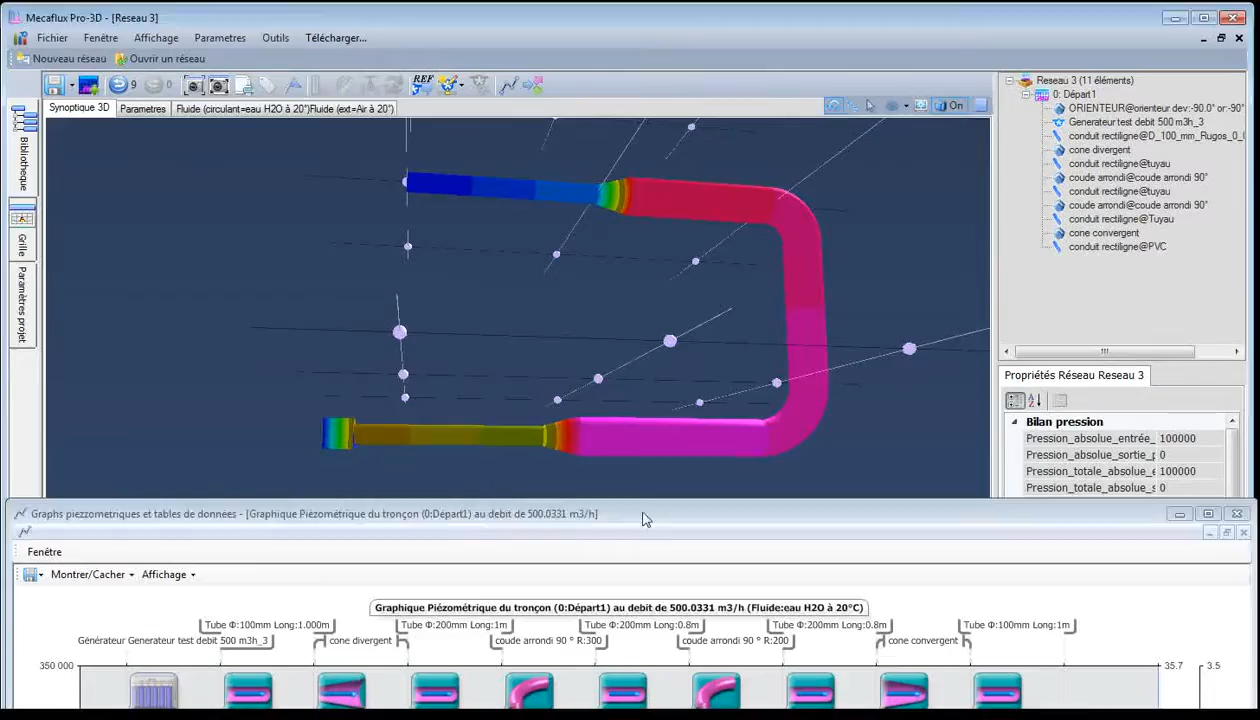 Mecaflux Pro-3D - [Reseau 3]
Fichier Fenêtre Affichage Parametres Outils Télécharger...
Nouveau réseau Ouvrir un réseau
9 0 REF
Synoptique 3D Parametres Fluide (circulant=eau H2O à 20°)Fluide (ext=Air à 20°) On
Bibliotheque
Grille
Paramètres projet
Reseau 3 (11 éléments)
0: Départ1
ORIENTEUR@orienteur dev:-90.0° or:-90°
Generateur test debit 500 m3h_3
conduit rectiligne@D_100_mm_Rugos_0_0
cone divergent
conduit rectiligne@tuyau
coude arrondi@coude arrondi 90°
conduit rectiligne@tuyau
coude arrondi@coude arrondi 90°
conduit rectiligne@Tuyau
cone convergent
conduit rectiligne@PVC
Propriétés Réseau Reseau 3
Bilan pression
Pression_absolue_entrée_ 100000
Pression_absolue_sortie_p 0
Pression_totale_absolue_e 100000
Pression_totale_absolue_s 0
Graphs piezzometriques et tables de données - [Graphique Piézométrique du tronçon (0:Départ1) au debit de 500.0331 m3/h]
Fenêtre
Montrer/Cacher Affichage
Graphique Piézométrique du tronçon (0:Départ1) au debit de 500.0331 m3/h (Fluide:eau H2O à 20°C)
Tube Φ:100mm Long:1.000m Tube Φ:200mm Long:1m Tube Φ:200mm Long:0.8m Tube Φ:200mm Long:0.8m Tube Φ:100mm Long:1m
Générateur Generateur test debit 500 m3h_3 cone divergent coude arrondi 90 ° R:300 coude arrondi 90 ° R:200 cone convergent
350 000 35.7 3.5